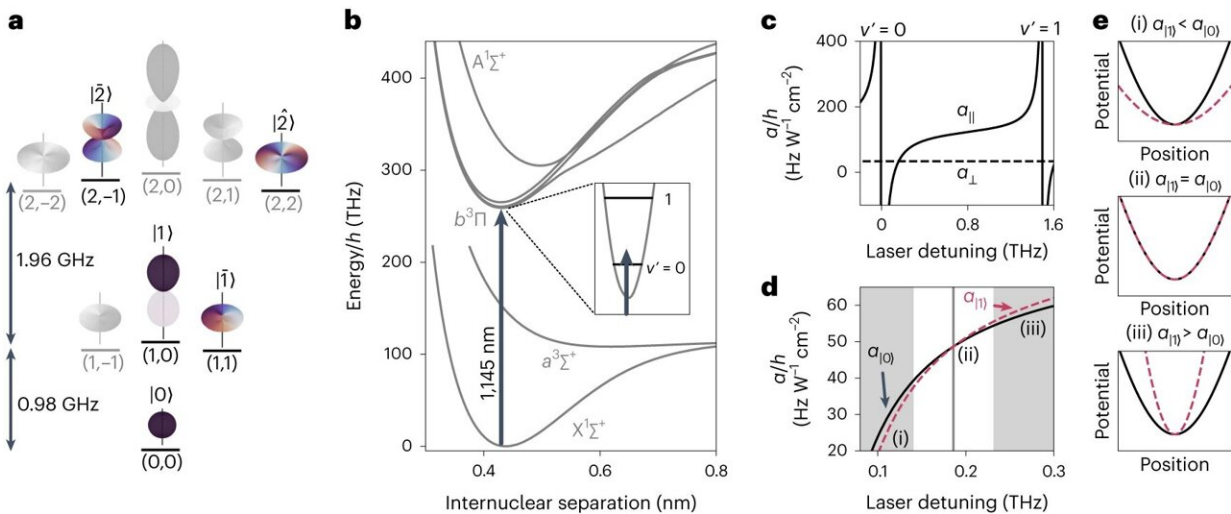 a
|2̄⟩
|2̂⟩
(2,−2)
(2,−1)
(2,0)
(2,1)
(2,2)
1.96 GHz
|1⟩
|1̄⟩
(1,−1)
(1,0)
(1,1)
0.98 GHz
|0⟩
(0,0)
b
Energy/h (THz)
400
300
200
100
0
A¹Σ⁺
b³Π
1
v′ = 0
1,145 nm
a³Σ⁺
X¹Σ⁺
0.4
0.6
0.8
Internuclear separation (nm)
c
v′ = 0
v′ = 1
α/h
(Hz W⁻¹ cm⁻²)
400
200
0
α∥
α⊥
0
0.8
1.6
Laser detuning (THz)
d
α/h
(Hz W⁻¹ cm⁻²)
60
50
40
30
20
α|1⟩
(iii)
(ii)
α|0⟩
(i)
0.1
0.2
0.3
Laser detuning (THz)
e
(i) α|1⟩ < α|0⟩
Potential
Position
(ii) α|1⟩ = α|0⟩
Potential
Position
(iii) α|1⟩ > α|0⟩
Potential
Position